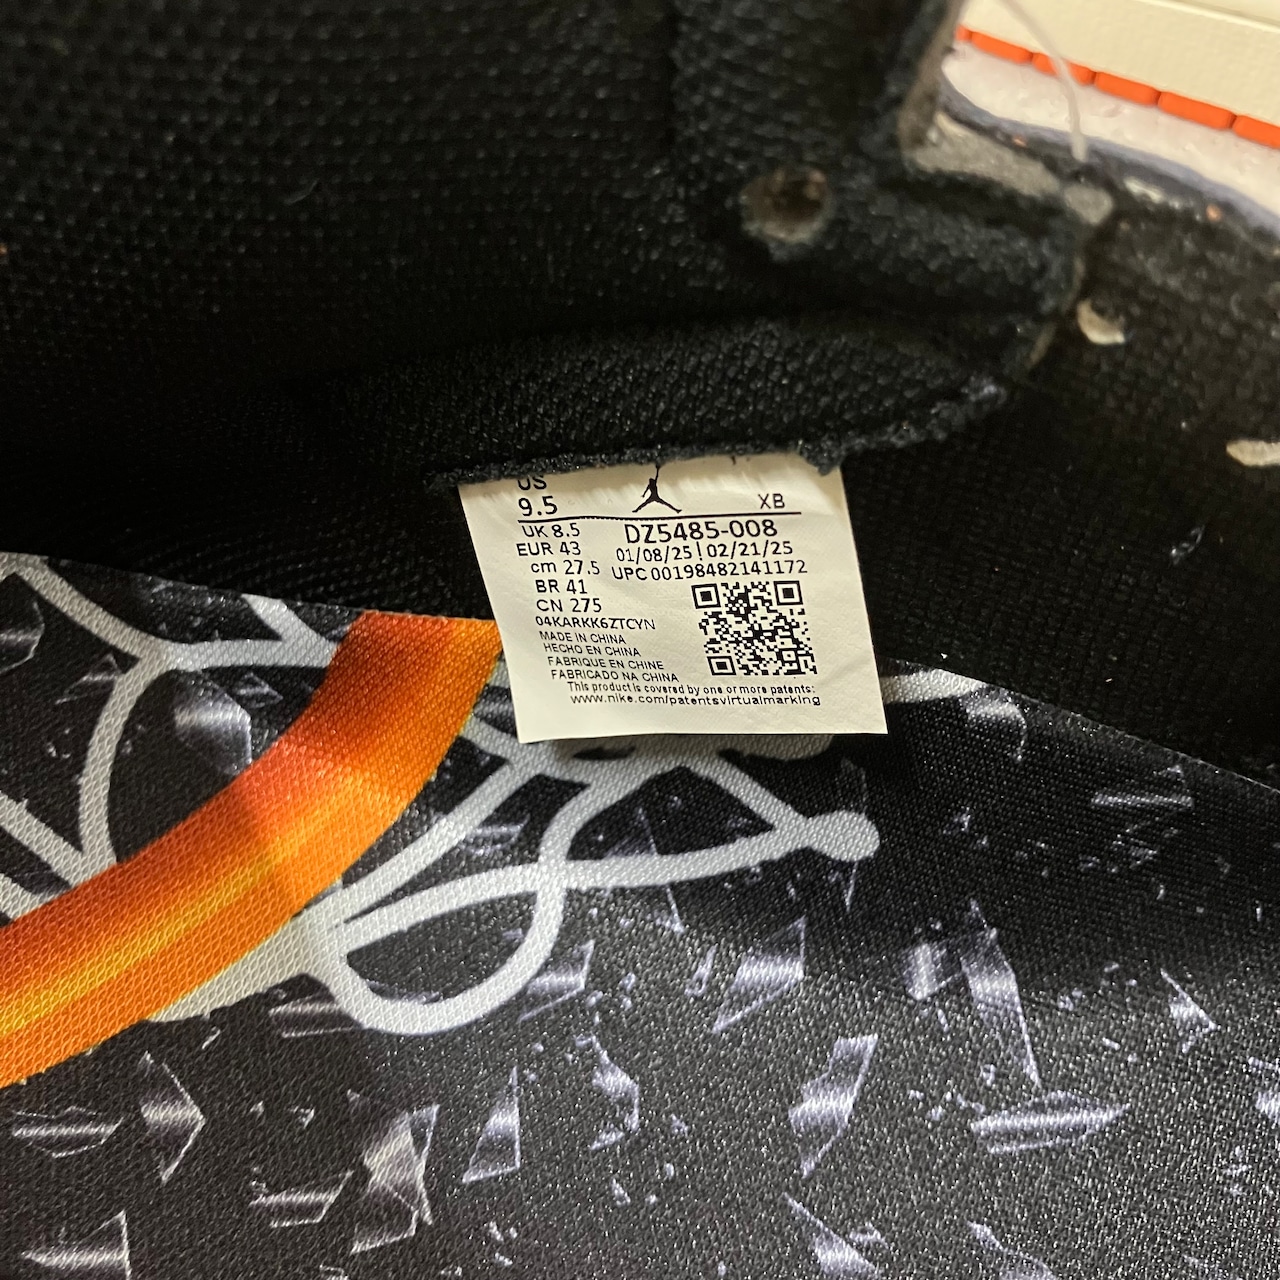 US
9.5 XB
UK 8.5 DZ5485-008
EUR 43 01/08/25 | 02/21/25
cm 27.5 UPC 00198482141172
BR 41
CN 275
04KARKK6ZTCYN
MADE IN CHINA
HECHO EN CHINA
FABRIQUE EN CHINE
FABRICADO NA CHINA
This product is covered by one or more patents:
www.nike.com/patentsvirtualmarking